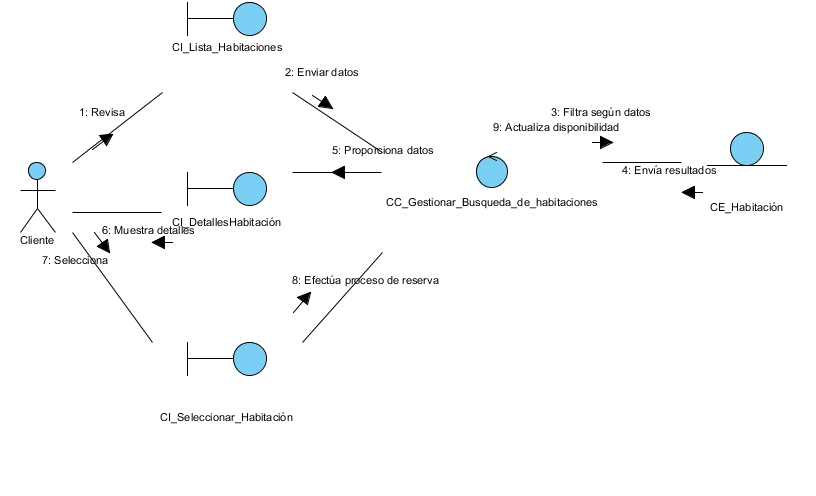 CI_Lista_Habitaciones
2: Enviar datos
1: Revisa
3: Filtra según datos
9: Actualiza disponibilidad
5: Proporsiona datos
4: Envía resultados
CC_Gestionar_Busqueda_de_habitaciones
CE_Habitación
CI_DetallesHabitación
6: Muestra detalles
Cliente
7: Selecciona
8: Efectúa proceso de reserva
CI_Seleccionar_Habitación